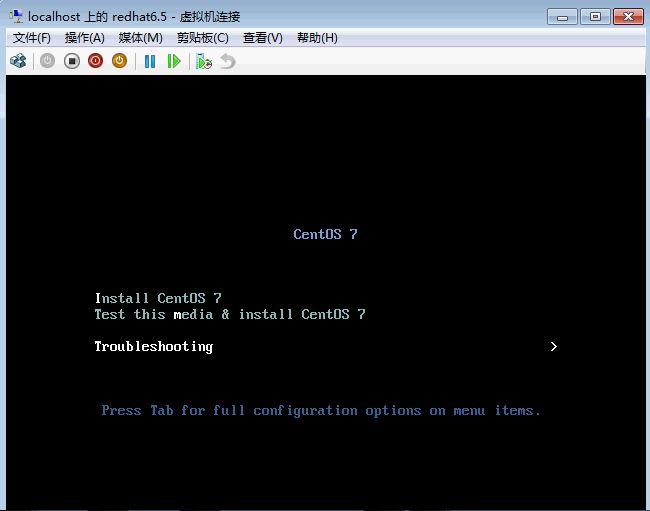 localhost 上的 redhat6.5 - 虚拟机连接
文件(F) 操作(A) 媒体(M) 剪贴板(C) 查看(V) 帮助(H)
CentOS 7
Install CentOS 7
Test this media & install CentOS 7
Troubleshooting >
Press Tab for full configuration options on menu items.